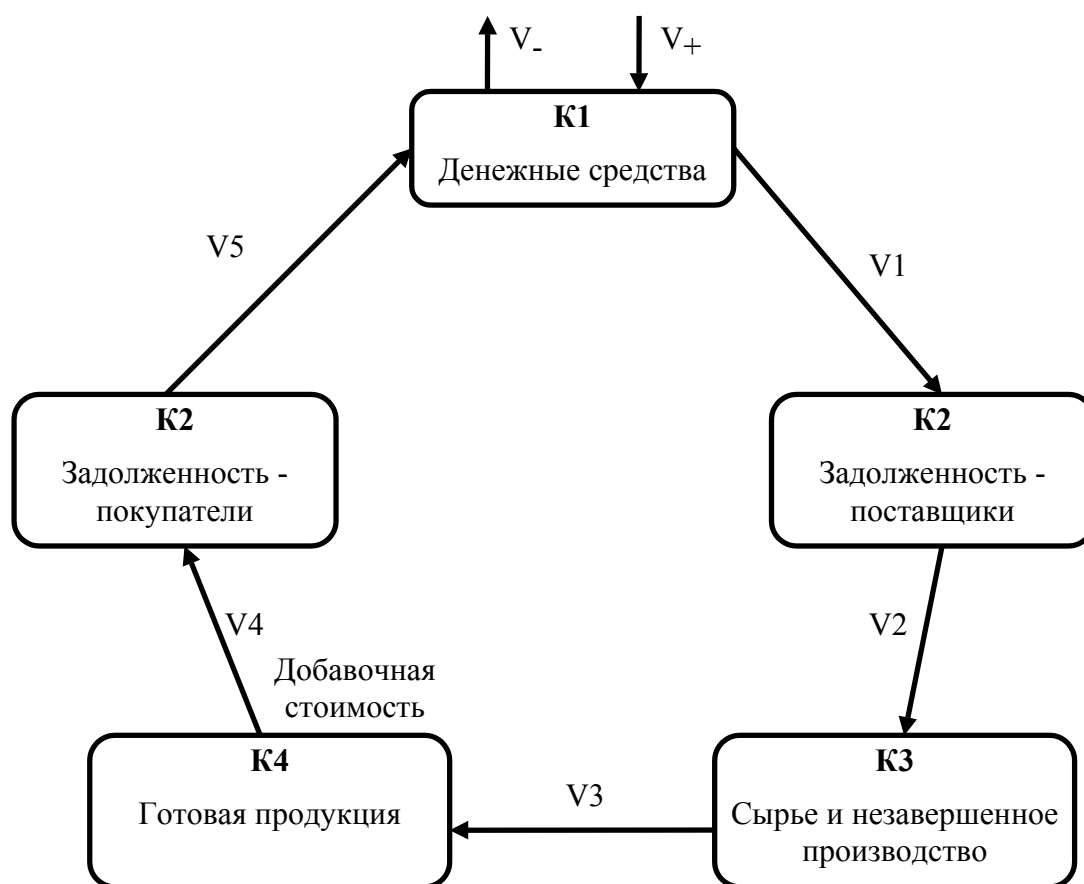 V-
V+
К1
Денежные средства
V5
V1
К2
Задолженность -
покупатели
К2
Задолженность -
поставщики
V4
V2
Добавочная
стоимость
К4
Готовая продукция
V3
К3
Сырье и незавершенное
производство